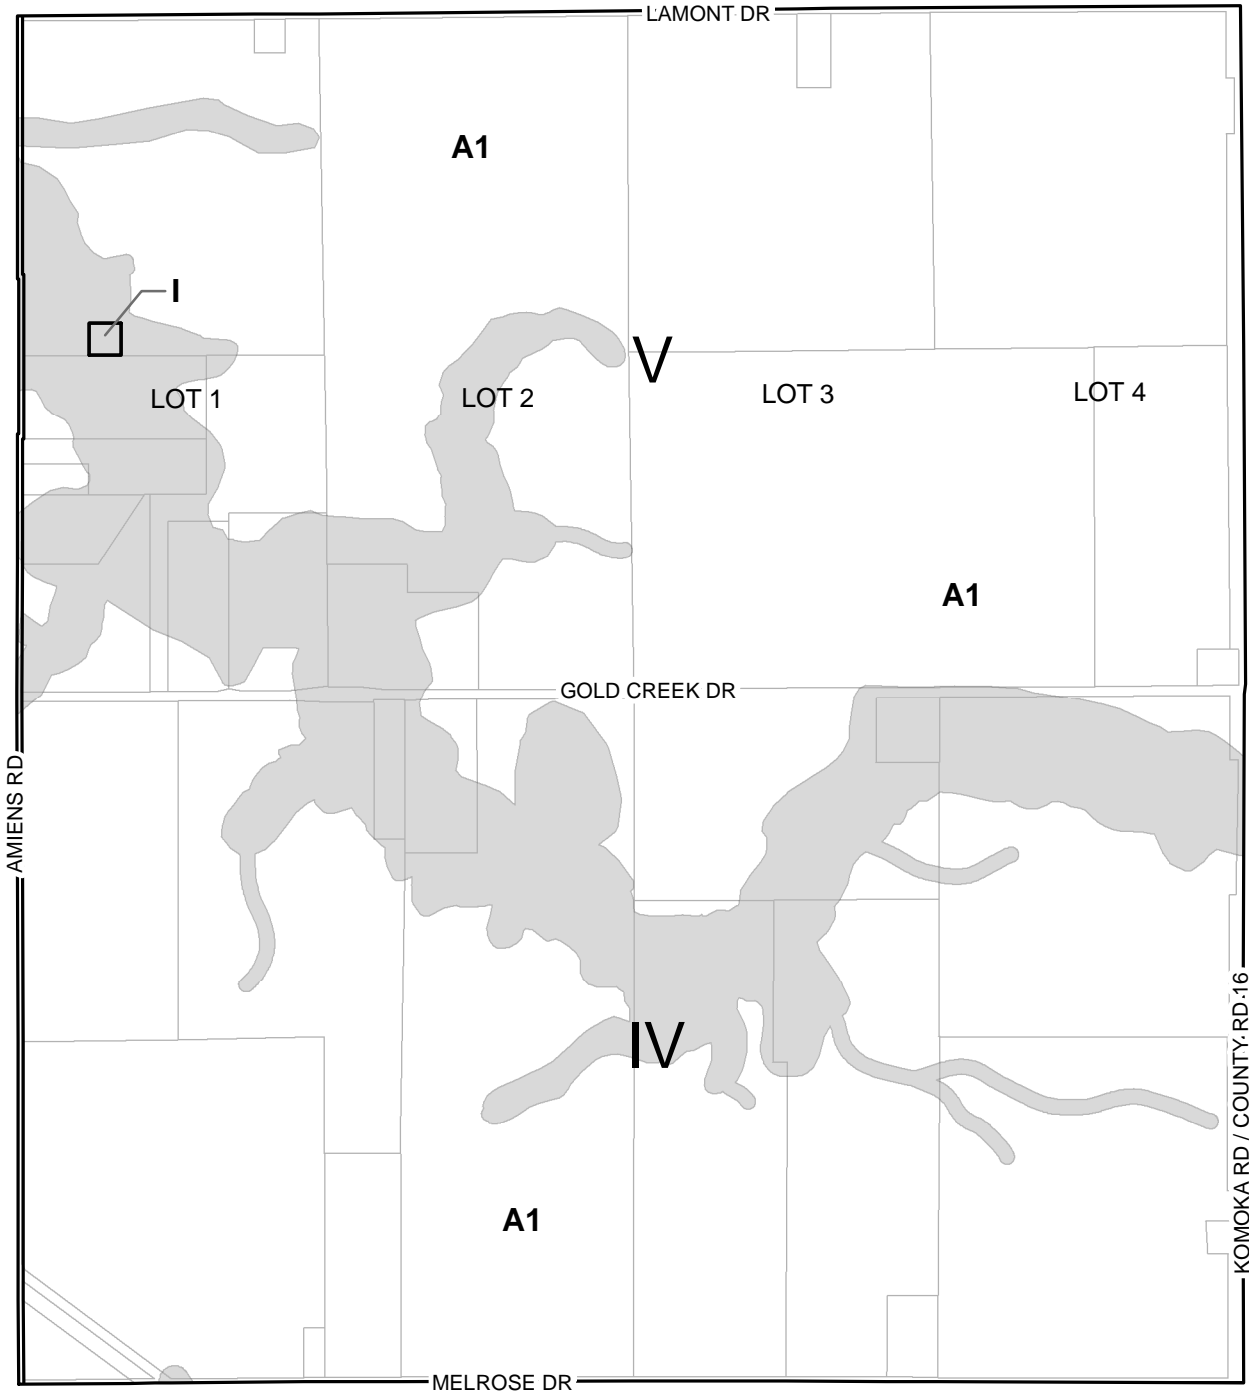 LAMONT DR
A1
I
V
LOT 1
LOT 2
LOT 3
LOT 4
A1
GOLD CREEK DR
AMIENS RD
KOMOKA RD / COUNTY RD 16
IV
A1
MELROSE DR